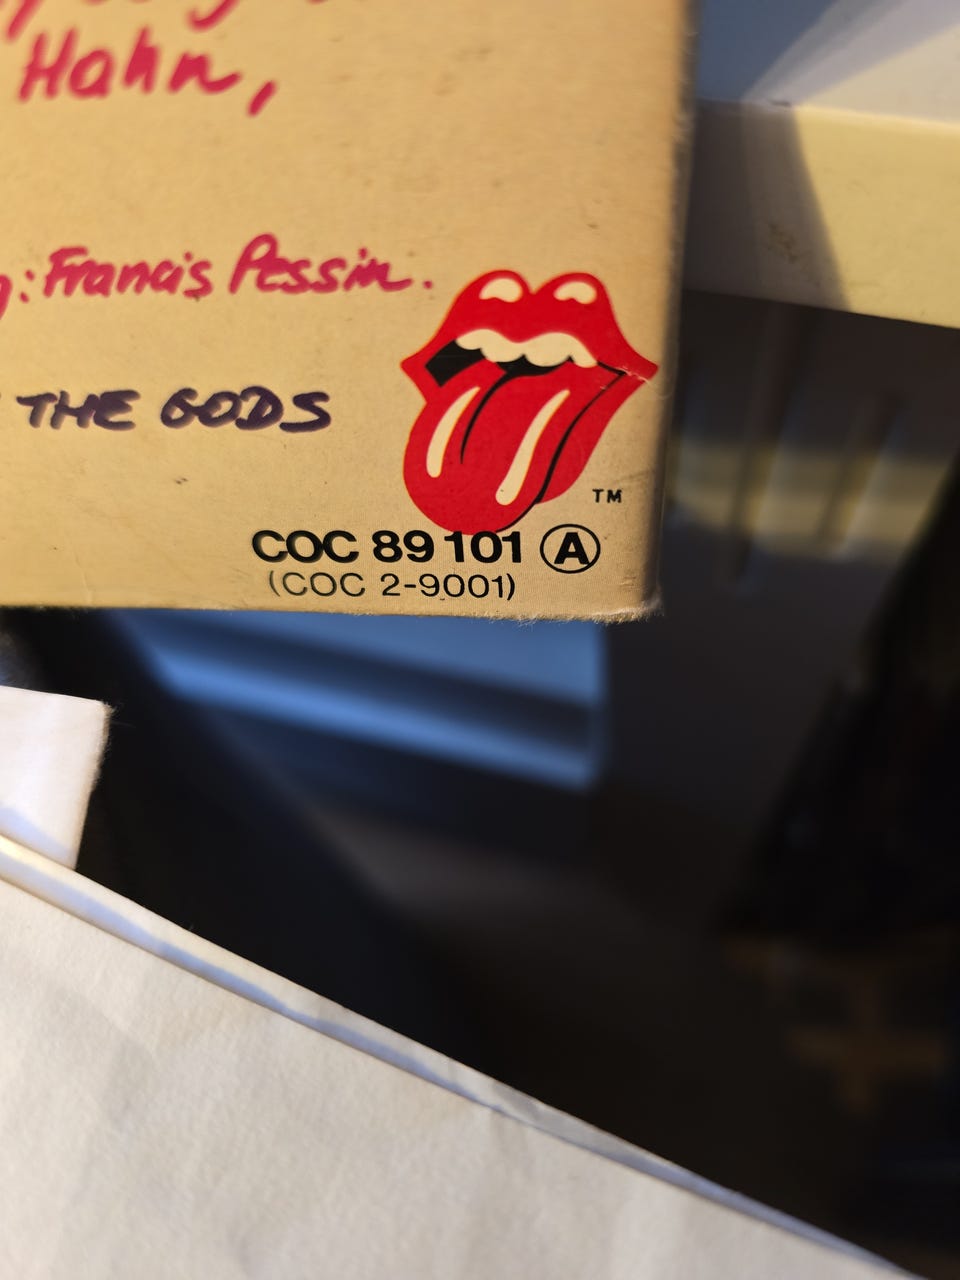 Hahn,
: Francis Pessin.
THE GODS
TM
COC 89 101 A
(COC 2-9001)